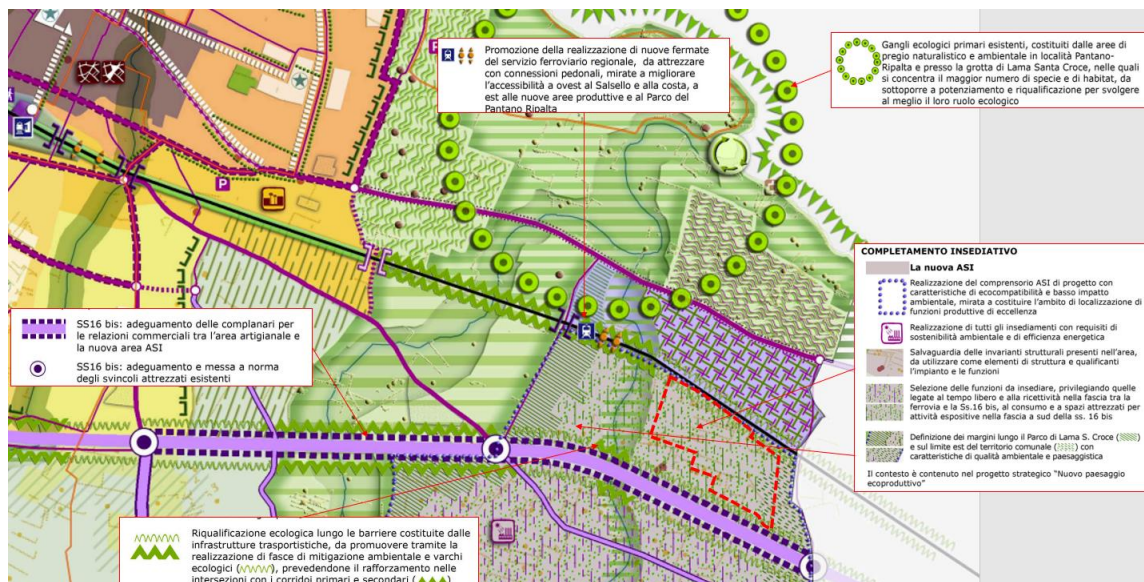 Promozione della realizzazione di nuove fermate
del servizio ferroviario regionale, da attrezzare
con connessioni pedonali, mirate a migliorare
l'accessibilità a ovest al Salsello e alla costa, a
est alle nuove aree produttive e al Parco del
Pantano Ripalta
Gangli ecologici primari esistenti, costituiti dalle aree di
pregio naturalistico e ambientale in località Pantano-
Ripalta e presso la grotta di Lama Santa Croce, nelle quali
si concentra il maggior numero di specie e di habitat, da
sottoporre a potenziamento e riqualificazione per svolgere
al meglio il loro ruolo ecologico
P
P
COMPLETAMENTO INSEDIATIVO
La nuova ASI
Realizzazione del comprensorio ASI di progetto con
caratteristiche di ecocompatibilità e basso impatto
ambientale, mirata a costituire l'ambito di localizzazione di
funzioni produttive di eccellenza
Realizzazione di tutti gli insediamenti con requisiti di
sostenibilità ambientale e di efficienza energetica
Salvaguardia delle invarianti strutturali presenti nell'area,
da utilizzare come elementi di struttura e qualificanti
l'impianto e le funzioni
Selezione delle funzioni da insediare, privilegiando quelle
legate al tempo libero e alla ricettività nella fascia tra la
ferrovia e la Ss.16 bis, al consumo e a spazi attrezzati per
attività espositive nella fascia a sud della ss. 16 bis
Definizione dei margini lungo il Parco di Lama S. Croce ( )
e sul limite est del territorio comunale ( ) con
caratteristiche di qualità ambientale e paesaggistica
Il contesto è contenuto nel progetto strategico "Nuovo paesaggio
ecoproduttivo"
SS16 bis: adeguamento delle complanari per
le relazioni commerciali tra l'area artigianale e
la nuova area ASI
SS16 bis: adeguamento e messa a norma
degli svincoli attrezzati esistenti
Riqualificazione ecologica lungo le barriere costituite dalle
infrastrutture trasportistiche, da promuovere tramite la
realizzazione di fasce di mitigazione ambientale e varchi
ecologici ( ), prevedendone il rafforzamento nelle
intersezioni con i corridoi primari e secondari ( )